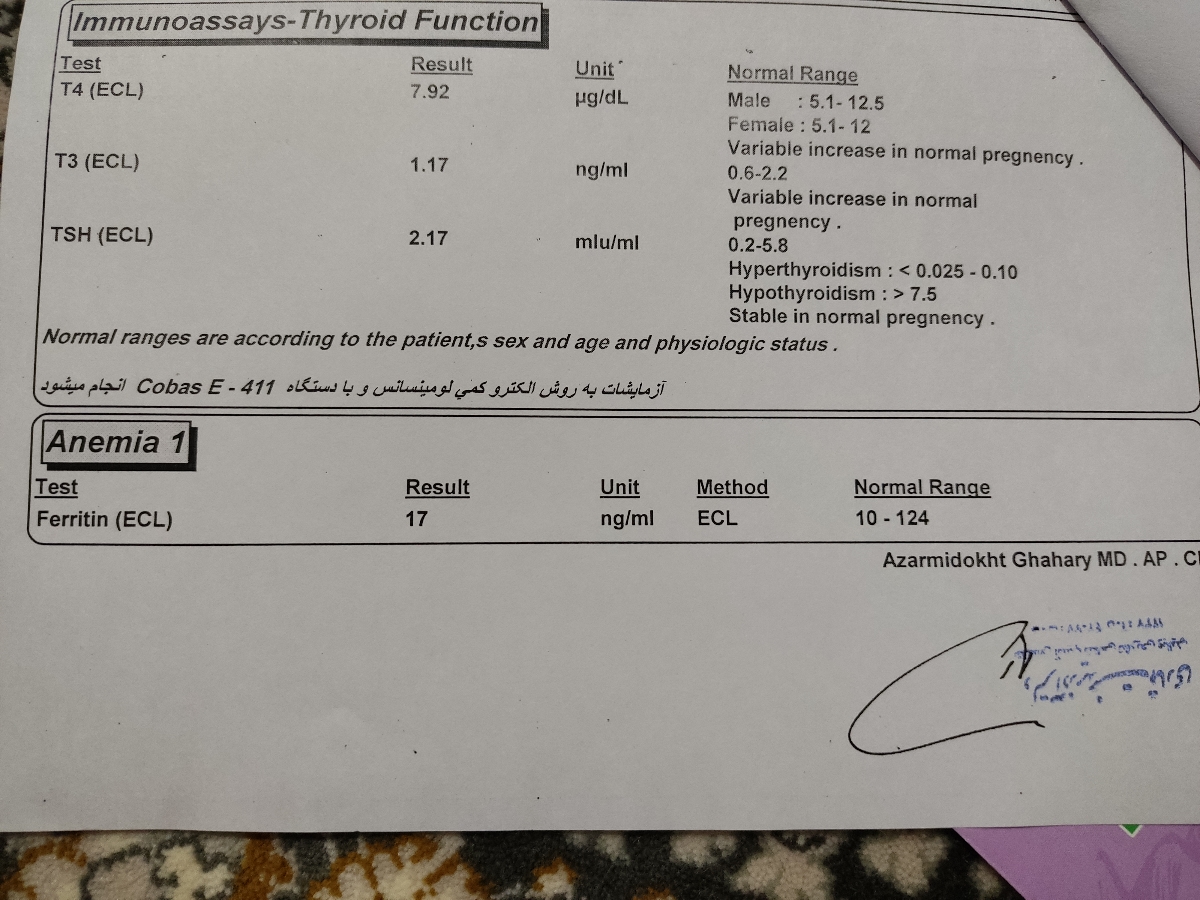 Immunoassays-Thyroid Function
Test Result Unit Normal Range
T4 (ECL) 7.92 µg/dL Male : 5.1- 12.5
Female : 5.1- 12
Variable increase in normal pregnency .
T3 (ECL) 1.17 ng/ml 0.6-2.2
Variable increase in normal
pregnency .
TSH (ECL) 2.17 mIu/ml 0.2-5.8
Hyperthyroidism : < 0.025 - 0.10
Hypothyroidism : > 7.5
Stable in normal pregnency .
Normal ranges are according to the patient,s sex and age and physiologic status .
آزمایشات به روش الکترو کمي لومینسانس و با دستگاه Cobas E - 411 انجام میشود
Anemia 1
Test Result Unit Method Normal Range
Ferritin (ECL) 17 ng/ml ECL 10 - 124
Azarmidokht Ghahary MD . AP .